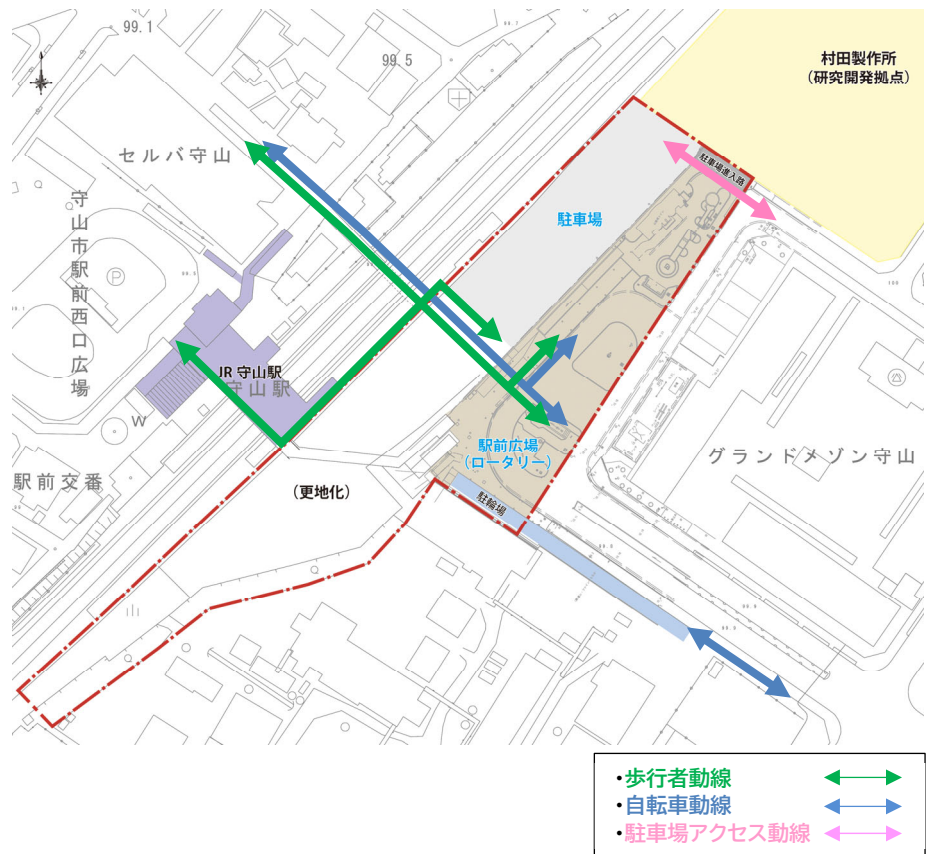 99.1
99.5
村田製作所
（研究開発拠点）
セルバ守山
駐車場進入路
守山市駅前西口広場
P
駐車場
JR 守山駅
守山駅
W
駅前広場
（ロータリー）
グランドメゾン守山
駅前交番
（更地化）
駐輪場
・歩行者動線
・自転車動線
・駐車場アクセス動線